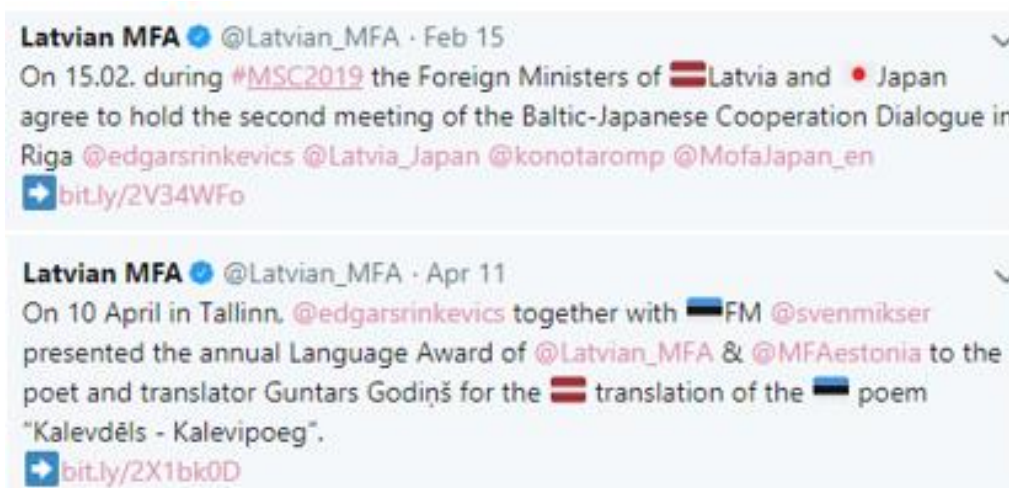 Latvian MFA @Latvian_MFA · Feb 15
On 15.02. during #MSC2019 the Foreign Ministers of Latvia and Japan
agree to hold the second meeting of the Baltic-Japanese Cooperation Dialogue in
Riga @edgarsrinkevics @Latvia_Japan @konotaromp @MofaJapan_en
bit.ly/2V34WFo
Latvian MFA @Latvian_MFA · Apr 11
On 10 April in Tallinn, @edgarsrinkevics together with FM @svenmikser
presented the annual Language Award of @Latvian_MFA & @MFAestonia to the
poet and translator Guntars Godiņš for the translation of the poem
"Kalevdēls - Kalevipoeg".
bit.ly/2X1bk0D